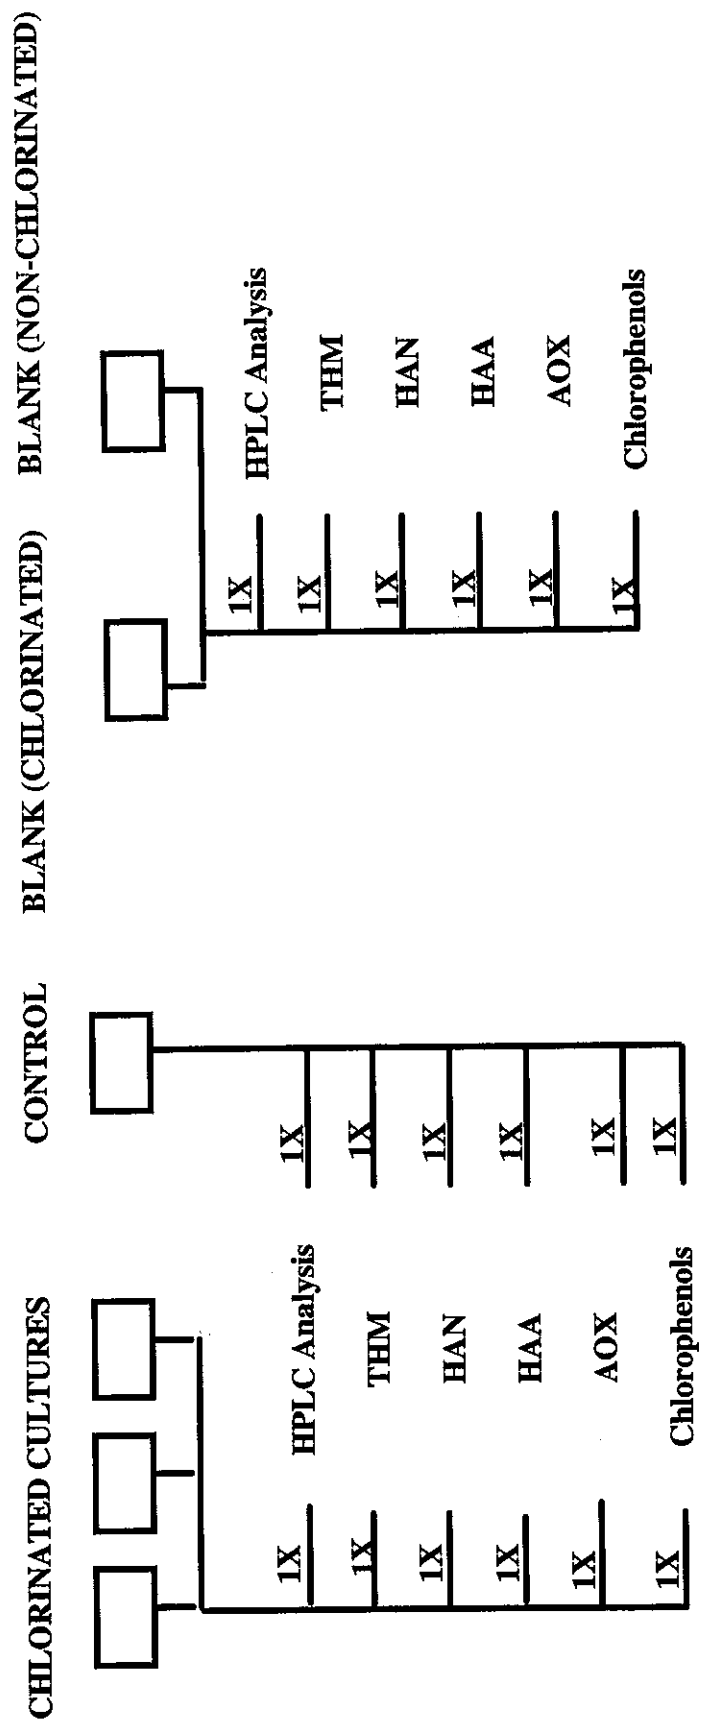 CHLORINATED CULTURES
CONTROL
BLANK (CHLORINATED)
BLANK (NON-CHLORINATED)
1X
HPLC Analysis
1X
1X
THM
1X
1X
HAN
1X
1X
HAA
1X
1X
AOX
1X
1X
Chlorophenols
1X
1X
HPLC Analysis
1X
THM
1X
HAN
1X
HAA
1X
AOX
1X
Chlorophenols